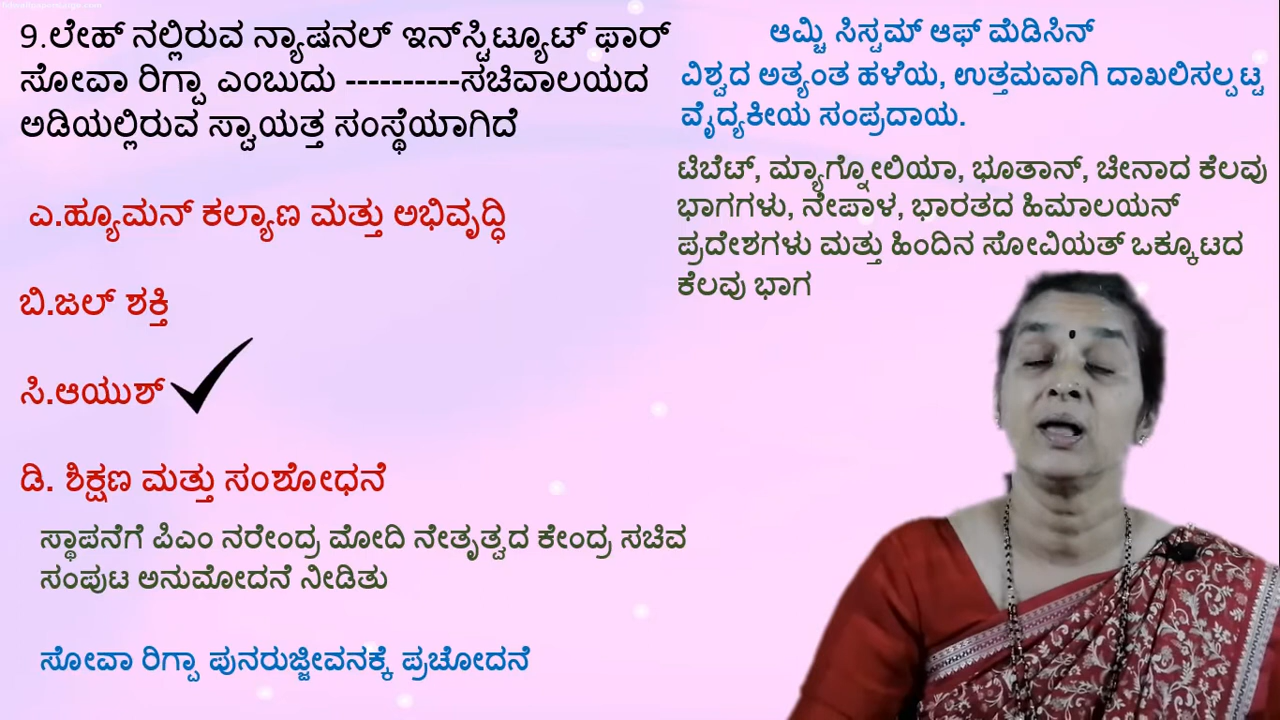 9.ಲೇಹ್ ನಲ್ಲಿರುವ ನ್ಯಾಷನಲ್ ಇನ್‌ಸ್ಟಿಟ್ಯೂಟ್ ಫಾರ್
ಸೋವಾ ರಿಗ್ಪಾ ಎಂಬುದು ----------ಸಚಿವಾಲಯದ
ಅಡಿಯಲ್ಲಿರುವ ಸ್ವಾಯತ್ತ ಸಂಸ್ಥೆಯಾಗಿದೆ
ಎ.ಹ್ಯೂಮನ್ ಕಲ್ಯಾಣ ಮತ್ತು ಅಭಿವೃದ್ಧಿ
ಬಿ.ಜಲ್ ಶಕ್ತಿ
ಸಿ.ಆಯುಶ್
ಡಿ. ಶಿಕ್ಷಣ ಮತ್ತು ಸಂಶೋಧನೆ
ಸ್ಥಾಪನೆಗೆ ಪಿಎಂ ನರೇಂದ್ರ ಮೋದಿ ನೇತೃತ್ವದ ಕೇಂದ್ರ ಸಚಿವ
ಸಂಪುಟ ಅನುಮೋದನೆ ನೀಡಿತು
ಸೋವಾ ರಿಗ್ಪಾ ಪುನರುಜ್ಜೀವನಕ್ಕೆ ಪ್ರಚೋದನೆ
ಆಮ್ಚಿ ಸಿಸ್ಟಮ್ ಆಫ್ ಮೆಡಿಸಿನ್
ವಿಶ್ವದ ಅತ್ಯಂತ ಹಳೆಯ, ಉತ್ತಮವಾಗಿ ದಾಖಲಿಸಲ್ಪಟ್ಟ
ವೈದ್ಯಕೀಯ ಸಂಪ್ರದಾಯ.
ಟಿಬೆಟ್, ಮ್ಯಾಗ್ನೋಲಿಯಾ, ಭೂತಾನ್, ಚೀನಾದ ಕೆಲವು
ಭಾಗಗಳು, ನೇಪಾಳ, ಭಾರತದ ಹಿಮಾಲಯನ್
ಪ್ರದೇಶಗಳು ಮತ್ತು ಹಿಂದಿನ ಸೋವಿಯತ್ ಒಕ್ಕೂಟದ
ಕೆಲವು ಭಾಗ